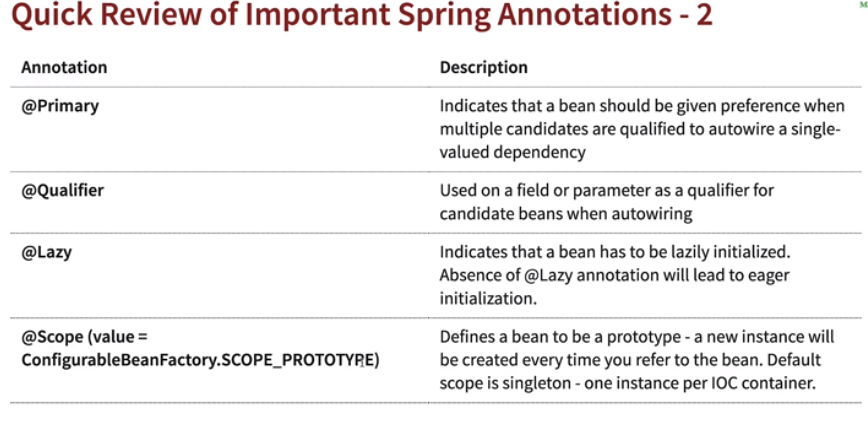 Quick Review of Important Spring Annotations - 2
M
Annotation
Description
@Primary
Indicates that a bean should be given preference when
multiple candidates are qualified to autowire a single-
valued dependency
@Qualifier
Used on a field or parameter as a qualifier for
candidate beans when autowiring
@Lazy
Indicates that a bean has to be lazily initialized.
Absence of @Lazy annotation will lead to eager
initialization.
@Scope (value =
ConfigurableBeanFactory.SCOPE_PROTOTYPE)
Defines a bean to be a prototype - a new instance will
be created every time you refer to the bean. Default
scope is singleton - one instance per IOC container.